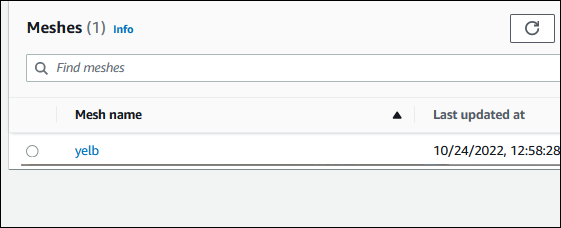 Meshes (1) Info
Find meshes
Mesh name Last updated at
yelb 10/24/2022, 12:58:28